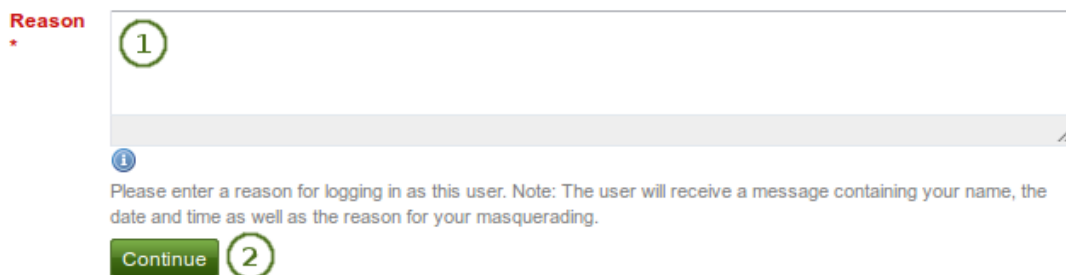 Reason
*
1
Please enter a reason for logging in as this user. Note: The user will receive a message containing your name, the
date and time as well as the reason for your masquerading.
Continue 2